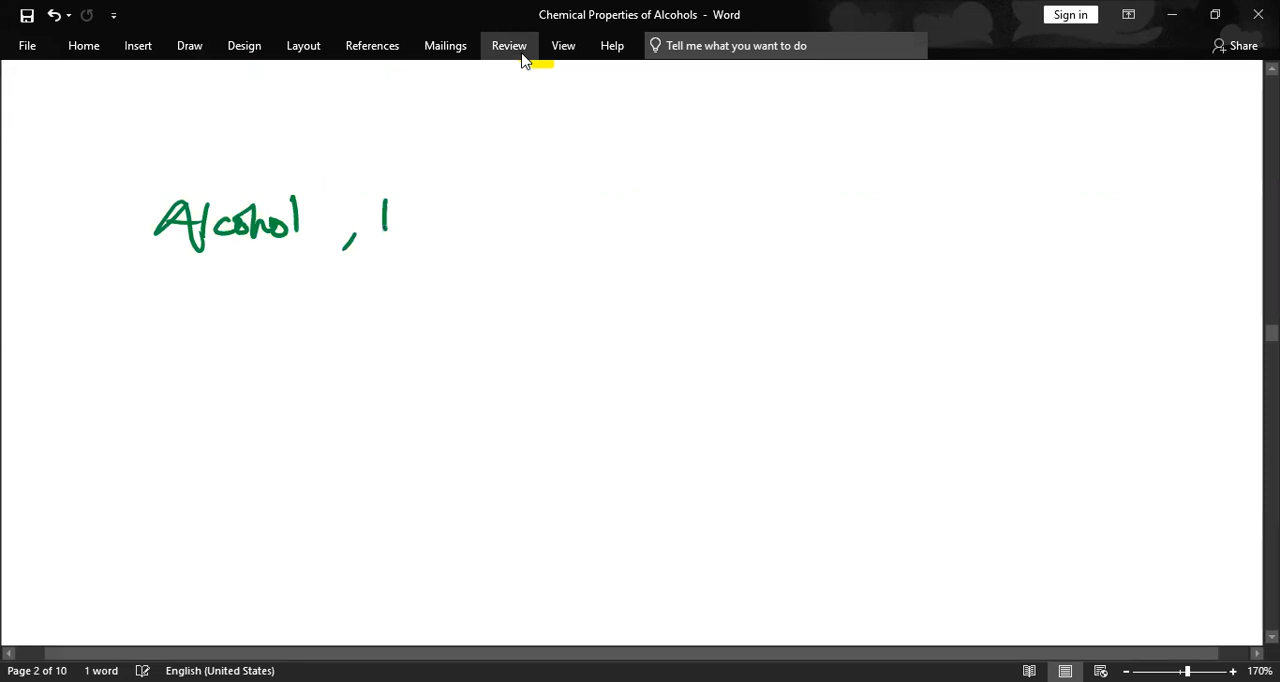 Chemical Properties of Alcohols - Word
Sign in
File Home Insert Draw Design Layout References Mailings Review View Help Tell me what you want to do Share
Alcohol , I
Page 2 of 10 1 word English (United States) 170%